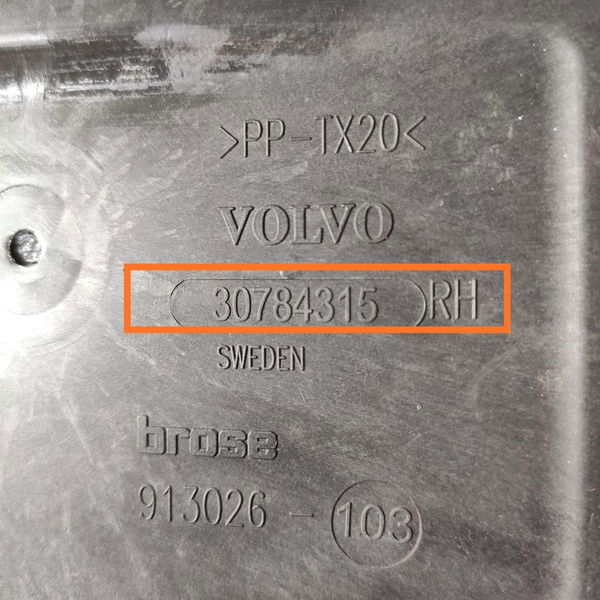 >PP-TX20<
VOLVO
30784315 RH
SWEDEN
brose
913026 - 103